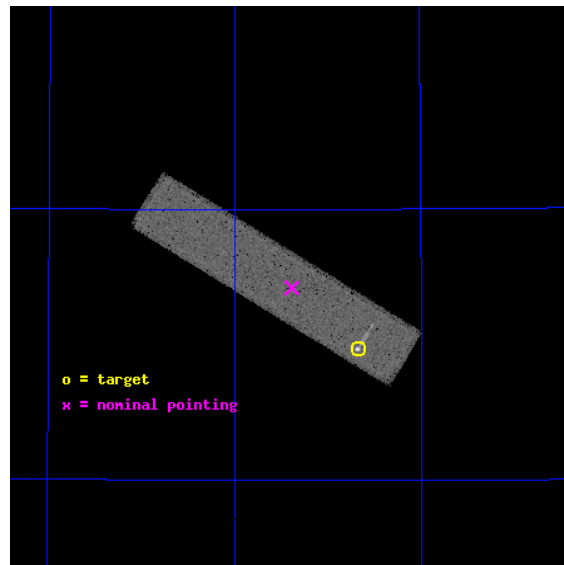 o = target
x = nominal pointing